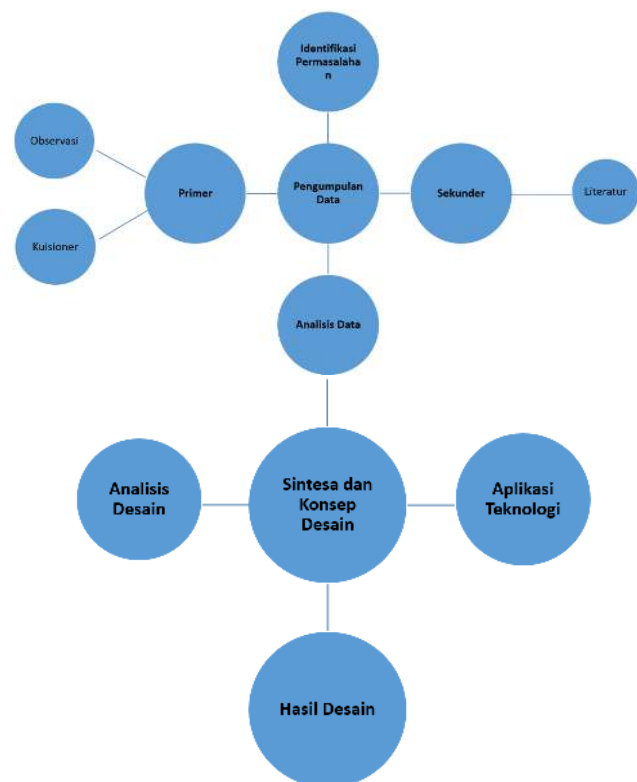 Identifikasi
Permasalaha
n
Observasi
Primer
Pengumpulan
Data
Sekunder
Literatur
Kuisioner
Analisis Data
Analisis
Desain
Sintesa dan
Konsep
Desain
Aplikasi
Teknologi
Hasil Desain